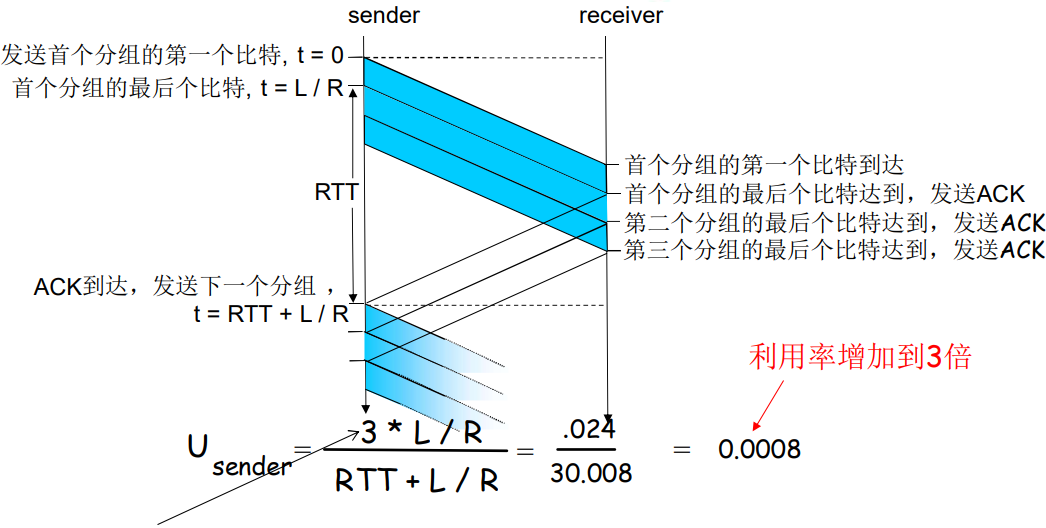 sender
receiver
发送首个分组的第一个比特, t = 0
首个分组的最后个比特, t = L / R
RTT
首个分组的第一个比特到达
首个分组的最后个比特达到，发送ACK
第二个分组的最后个比特达到，发送ACK
第三个分组的最后个比特达到，发送ACK
ACK到达，发送下一个分组，
t = RTT + L / R
利用率增加到3倍
U sender = 3 * L / R = .024 = 0.0008
RTT + L / R 30.008